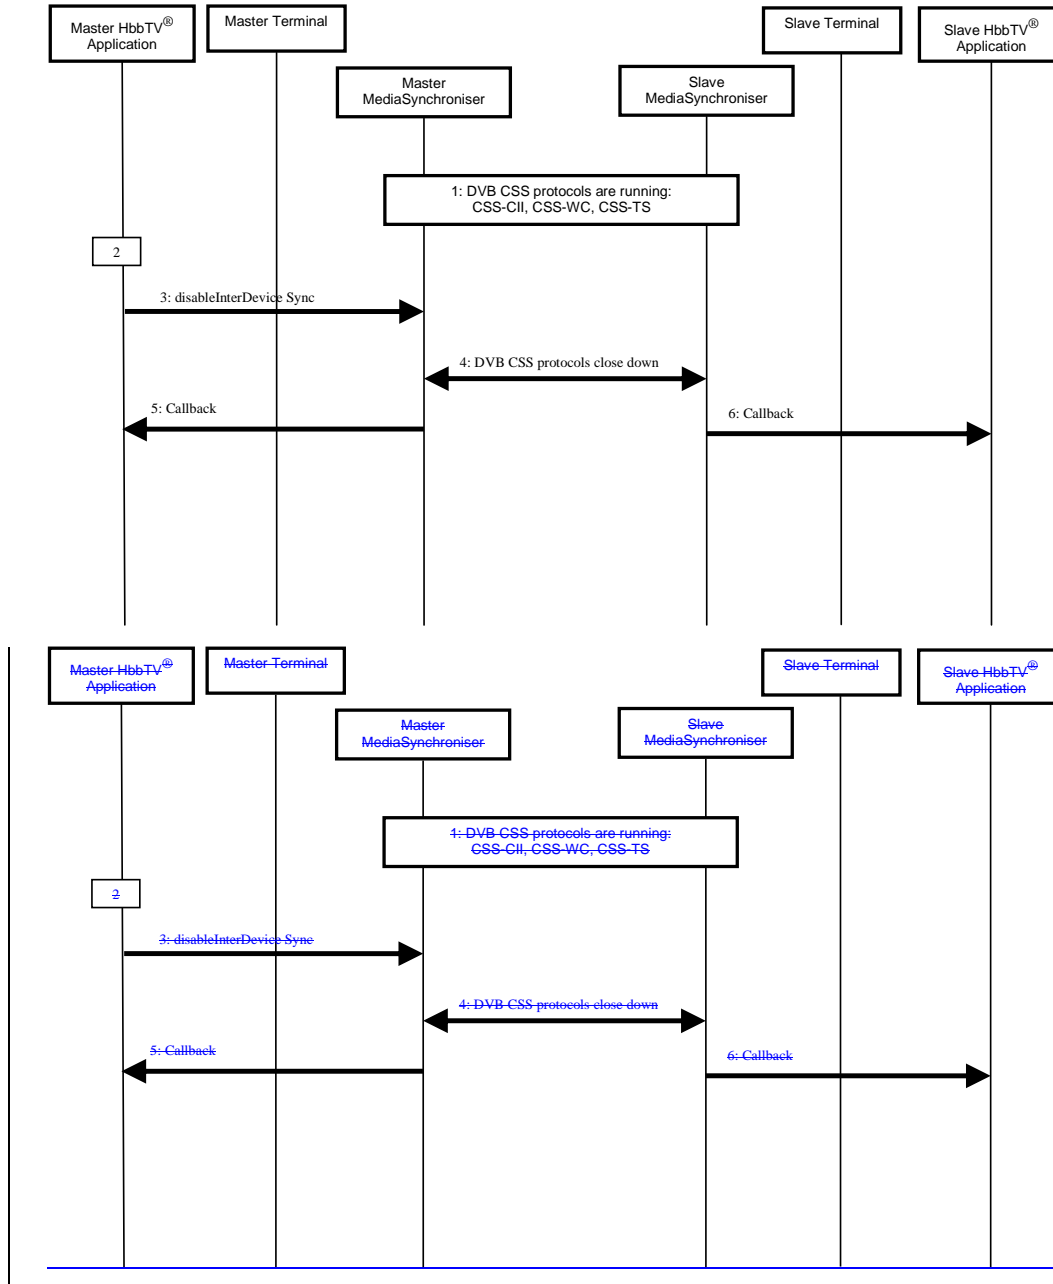 Master HbbTV® Application
Master Terminal
Slave Terminal
Slave HbbTV® Application
Master
MediaSynchroniser
Slave
MediaSynchroniser
1: DVB CSS protocols are running:
CSS-CII, CSS-WC, CSS-TS
2
3: disableInterDevice Sync
4: DVB CSS protocols close down
5: Callback
6: Callback
Master HbbTV®
Application
Master Terminal
Slave Terminal
Slave HbbTV®
Application
Master
MediaSynchroniser
Slave
MediaSynchroniser
1: DVB CSS protocols are running:
CSS-CII, CSS-WC, CSS-TS
2
3: disableInterDevice Sync
4: DVB CSS protocols close down
5: Callback
6: Callback